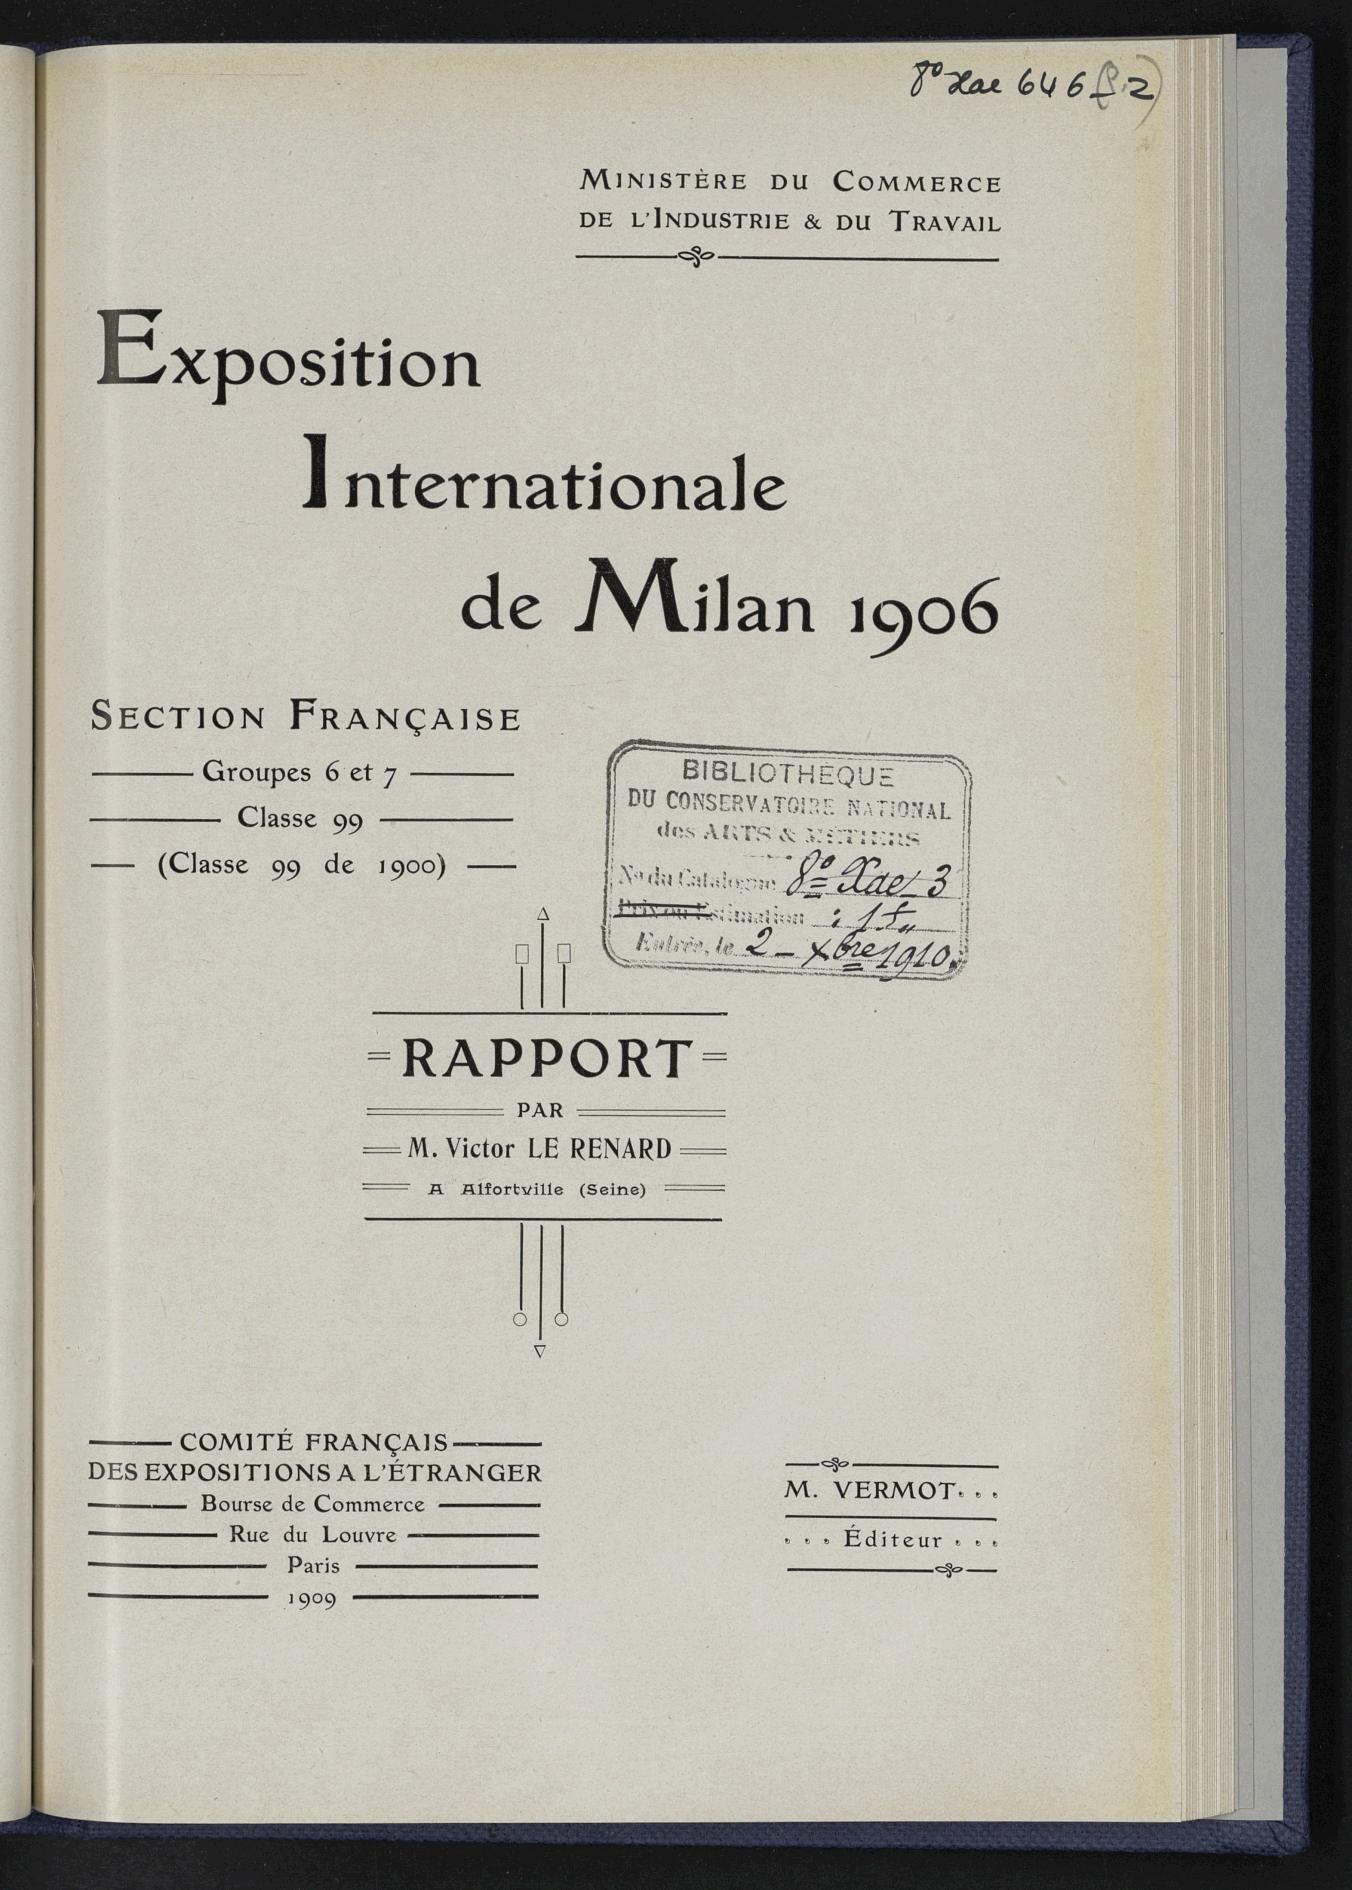 8° Xae 646 (2)
MINISTÈRE DU COMMERCE
DE L'INDUSTRIE & DU TRAVAIL
Exposition
Internationale
de Milan 1906
SECTION FRANÇAISE
Groupes 6 et 7
Classe 99
(Classe 99 de 1900)
BIBLIOTHÈQUE
DU CONSERVATOIRE NATIONAL
des ARTS & MÉTIERS
No du Catalogue 8° Xae 3
Prix ou Estimation : 1f „
Entrée, le 2 - Xbre 1910.
=RAPPORT=
PAR
M. Victor LE RENARD
A Alfortville (Seine)
COMITÉ FRANÇAIS
DES EXPOSITIONS A L'ÉTRANGER
Bourse de Commerce
Rue du Louvre
Paris
1909
M. VERMOT . . .
. . . Éditeur . . .